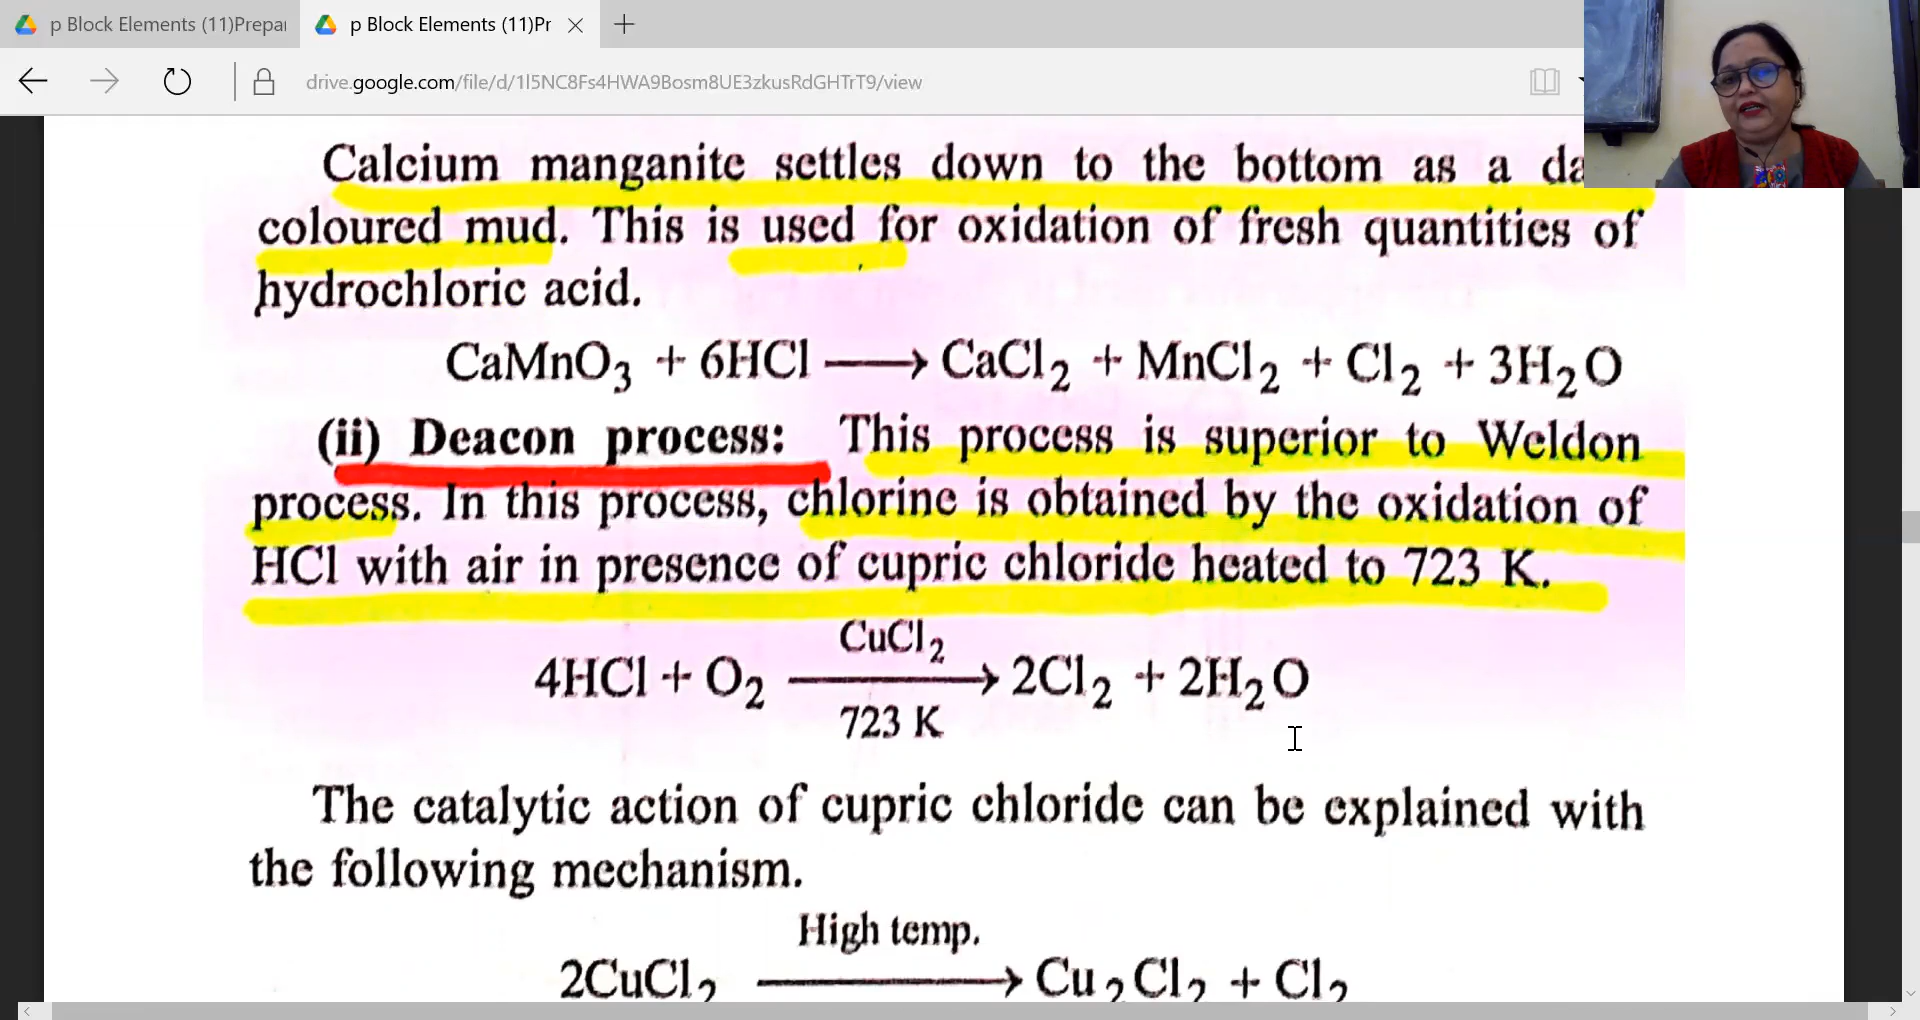 p Block Elements (11)Prepar
p Block Elements (11)Pr
drive.google.com/file/d/1l5NC8Fs4HWA9Bosm8UE3zkusRdGHTrT9/view
Calcium manganite settles down to the bottom as a
coloured mud. This is used for oxidation of fresh quantities of
hydrochloric acid.
CaMnO₃ + 6HCl ⟶ CaCl₂ + MnCl₂ + Cl₂ + 3H₂O
(ii) Deacon process: This process is superior to Weldon
process. In this process, chlorine is obtained by the oxidation of
HCl with air in presence of cupric chloride heated to 723 K.
CuCl₂
4HCl + O₂ ⟶ 2Cl₂ + 2H₂O
723 K
The catalytic action of cupric chloride can be explained with
the following mechanism.
High temp.
2CuCl₂ ⟶ Cu₂Cl₂ + Cl₂